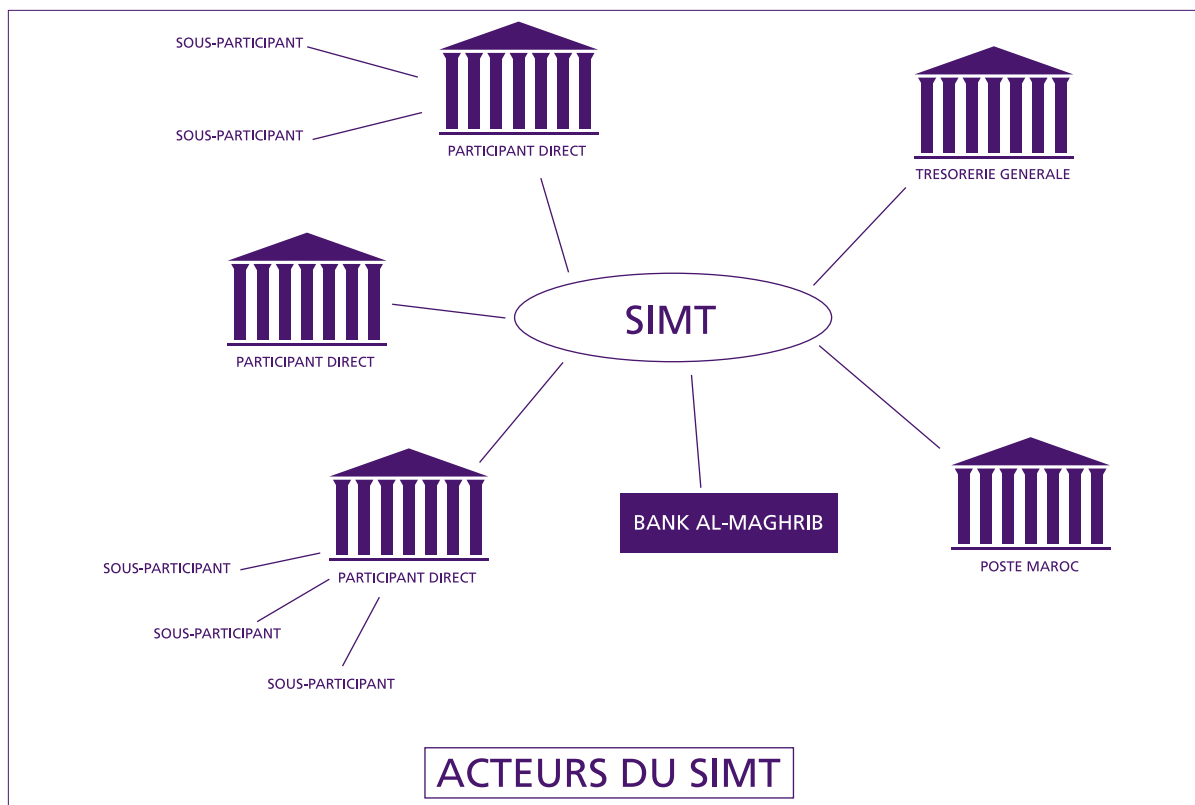 SOUS-PARTICIPANT
SOUS-PARTICIPANT
PARTICIPANT DIRECT
TRESORERIE GENERALE
PARTICIPANT DIRECT
SIMT
BANK AL-MAGHRIB
POSTE MAROC
PARTICIPANT DIRECT
SOUS-PARTICIPANT
SOUS-PARTICIPANT
SOUS-PARTICIPANT
ACTEURS DU SIMT